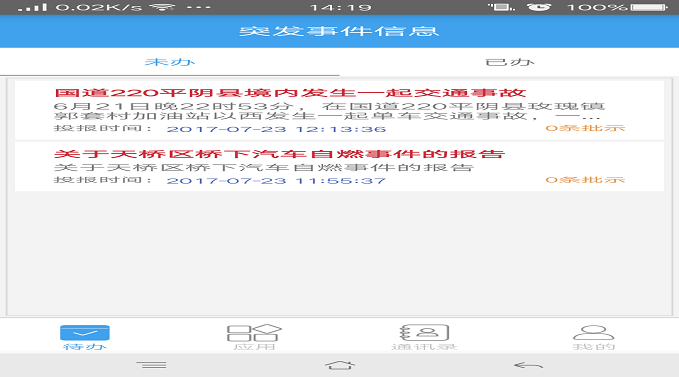 0.02K/s ... 14:19 100%
突发事件信息
未办 已办
国道220平阴县境内发生一起交通事故
6月21日晚22时53分，在国道220平阴县玫瑰镇
郭套村加油站以西发生一起单车交通事故，一...
投报时间： 2017-07-23 12:13:36 0条批示
关于天桥区桥下汽车自燃事件的报告
关于天桥区桥下汽车自燃事件的报告
投报时间： 2017-07-23 11:55:37 0条批示
待办 应用 通讯录 我的